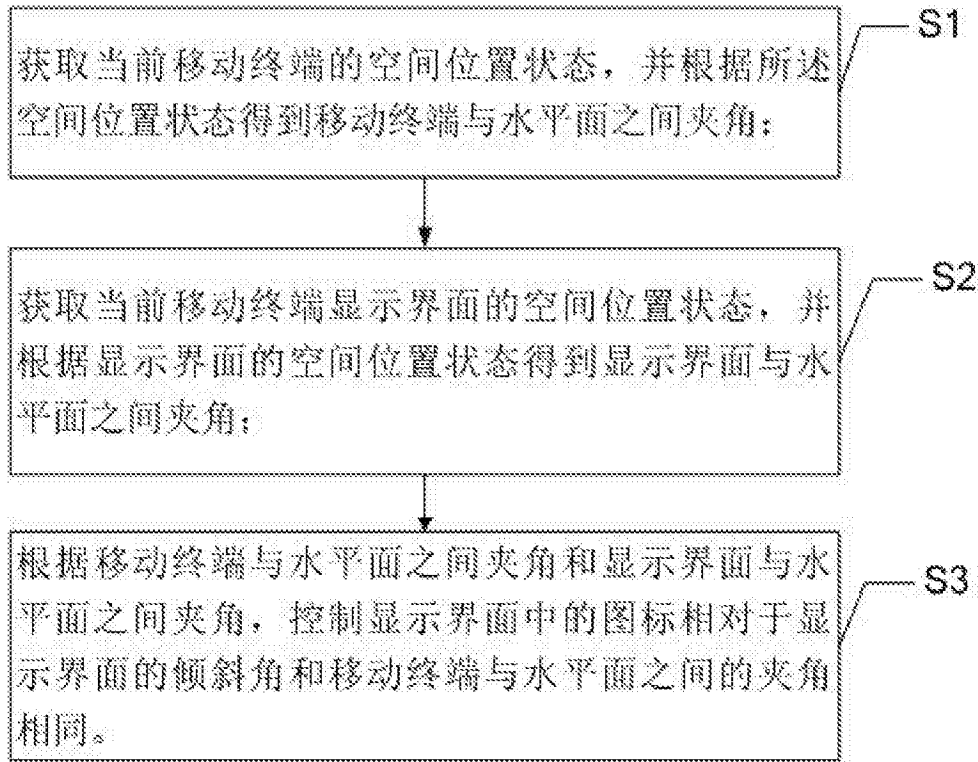 S1
获取当前移动终端的空间位置状态，并根据所述
空间位置状态得到移动终端与水平面之间夹角；
S2
获取当前移动终端显示界面的空间位置状态，并
根据显示界面的空间位置状态得到显示界面与水
平面之间夹角；
S3
根据移动终端与水平面之间夹角和显示界面与水
平面之间夹角，控制显示界面中的图标相对于显
示界面的倾斜角和移动终端与水平面之间的夹角
相同。